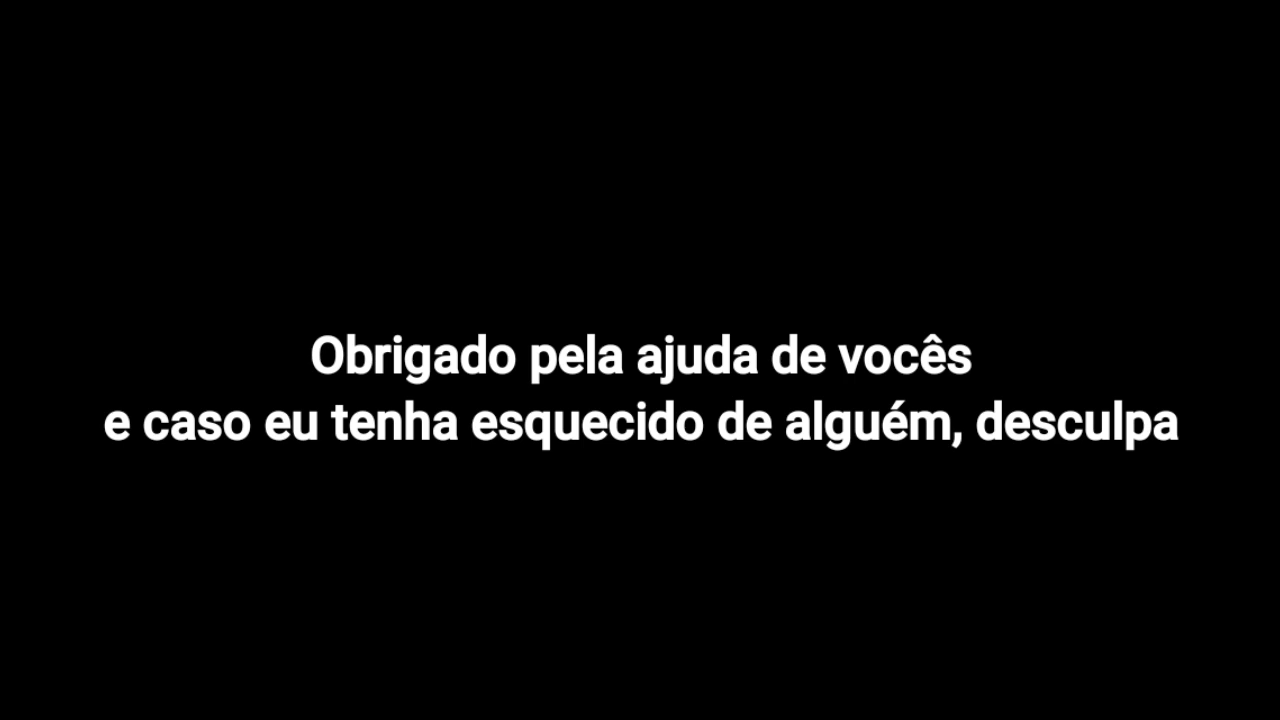 Obrigado pela ajuda de vocês
e caso eu tenha esquecido de alguém, desculpa